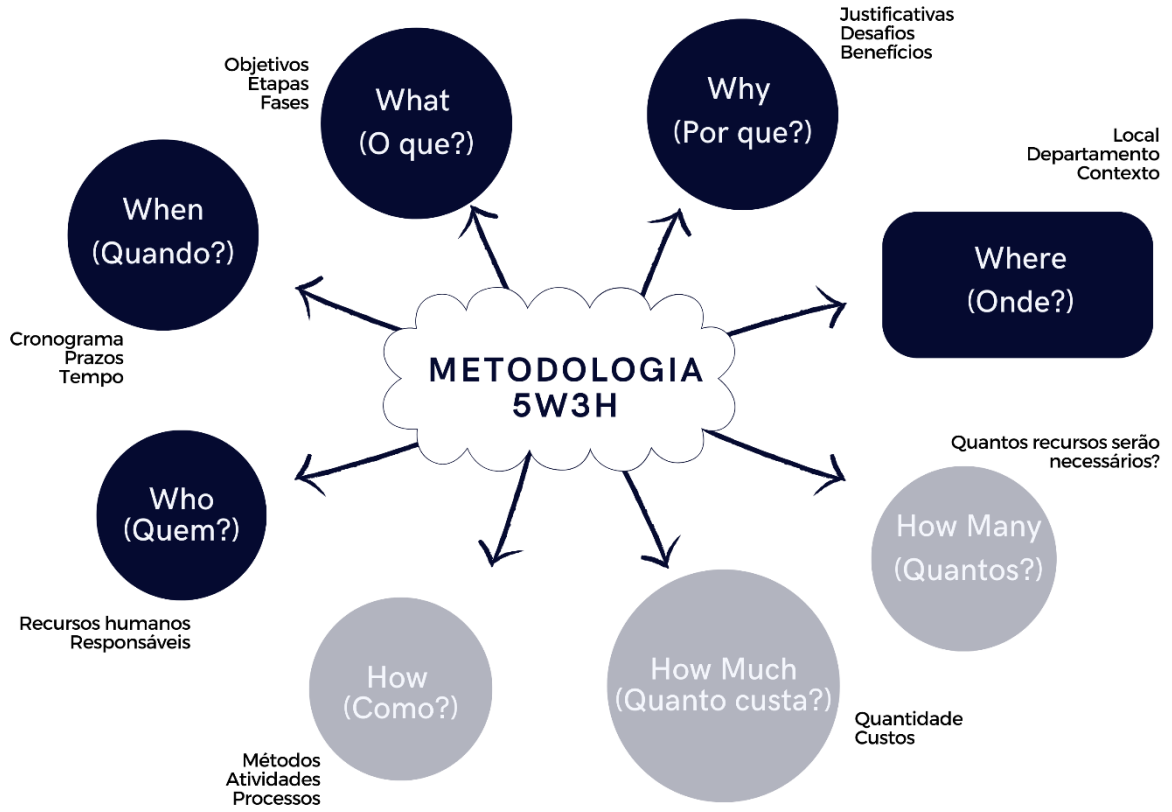 Justificativas
Desafios
Benefícios
Objetivos
Etapas
Fases
What
(O que?)
Why
(Por que?)
Local
Departamento
Contexto
When
(Quando?)
Where
(Onde?)
Cronograma
Prazos
Tempo
METODOLOGIA
5W3H
Quantos recursos serão
necessários?
Who
(Quem?)
How Many
(Quantos?)
Recursos humanos
Responsáveis
How
(Como?)
How Much
(Quanto custa?)
Quantidade
Custos
Métodos
Atividades
Processos